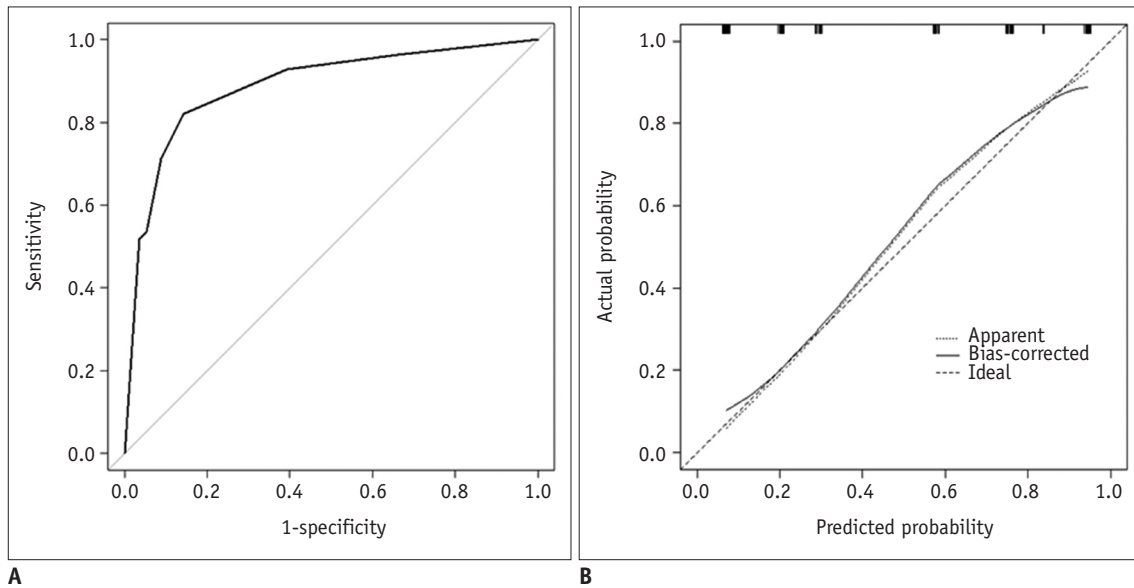 1.0
0.8
0.6
0.4
0.2
0.0
Sensitivity
0.0 0.2 0.4 0.6 0.8 1.0
1-specificity
A
1.0
0.8
0.6
0.4
0.2
0.0
Actual probability
Apparent
Bias-corrected
Ideal
0.0 0.2 0.4 0.6 0.8 1.0
Predicted probability
B